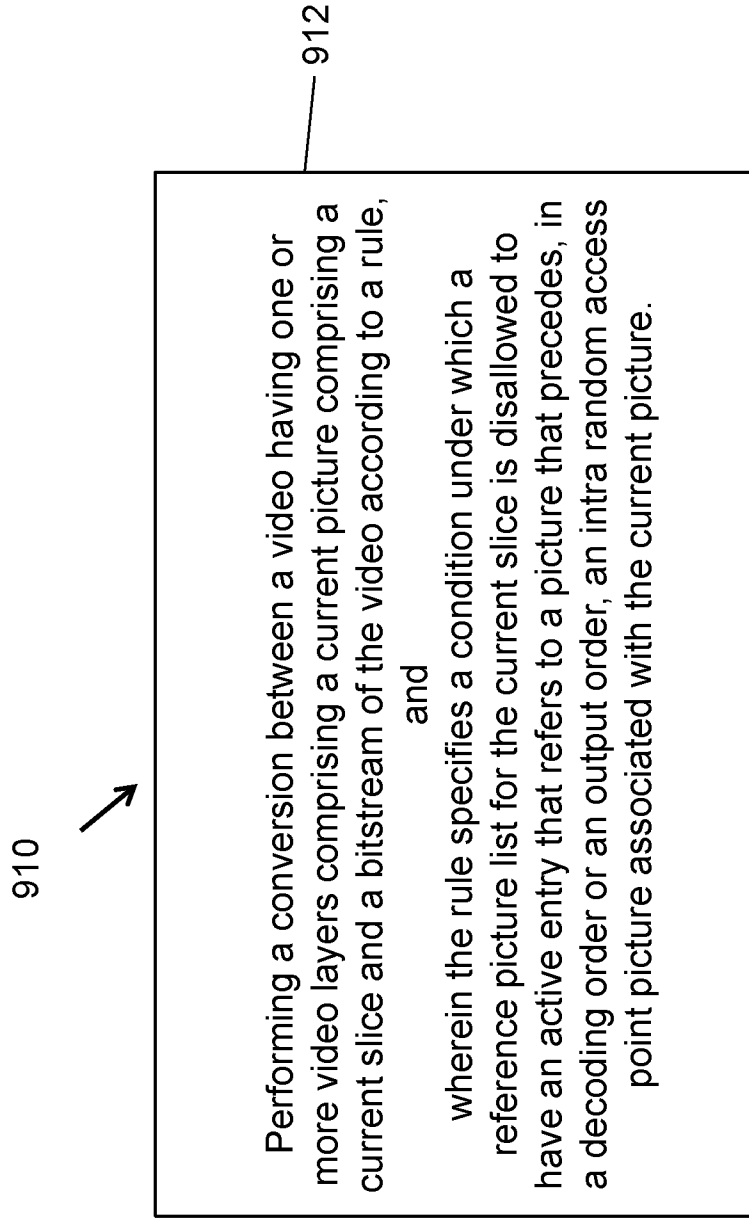 910
912
Performing a conversion between a video having one or
more video layers comprising a current picture comprising a
current slice and a bitstream of the video according to a rule,
and
wherein the rule specifies a condition under which a
reference picture list for the current slice is disallowed to
have an active entry that refers to a picture that precedes, in
a decoding order or an output order, an intra random access
point picture associated with the current picture.